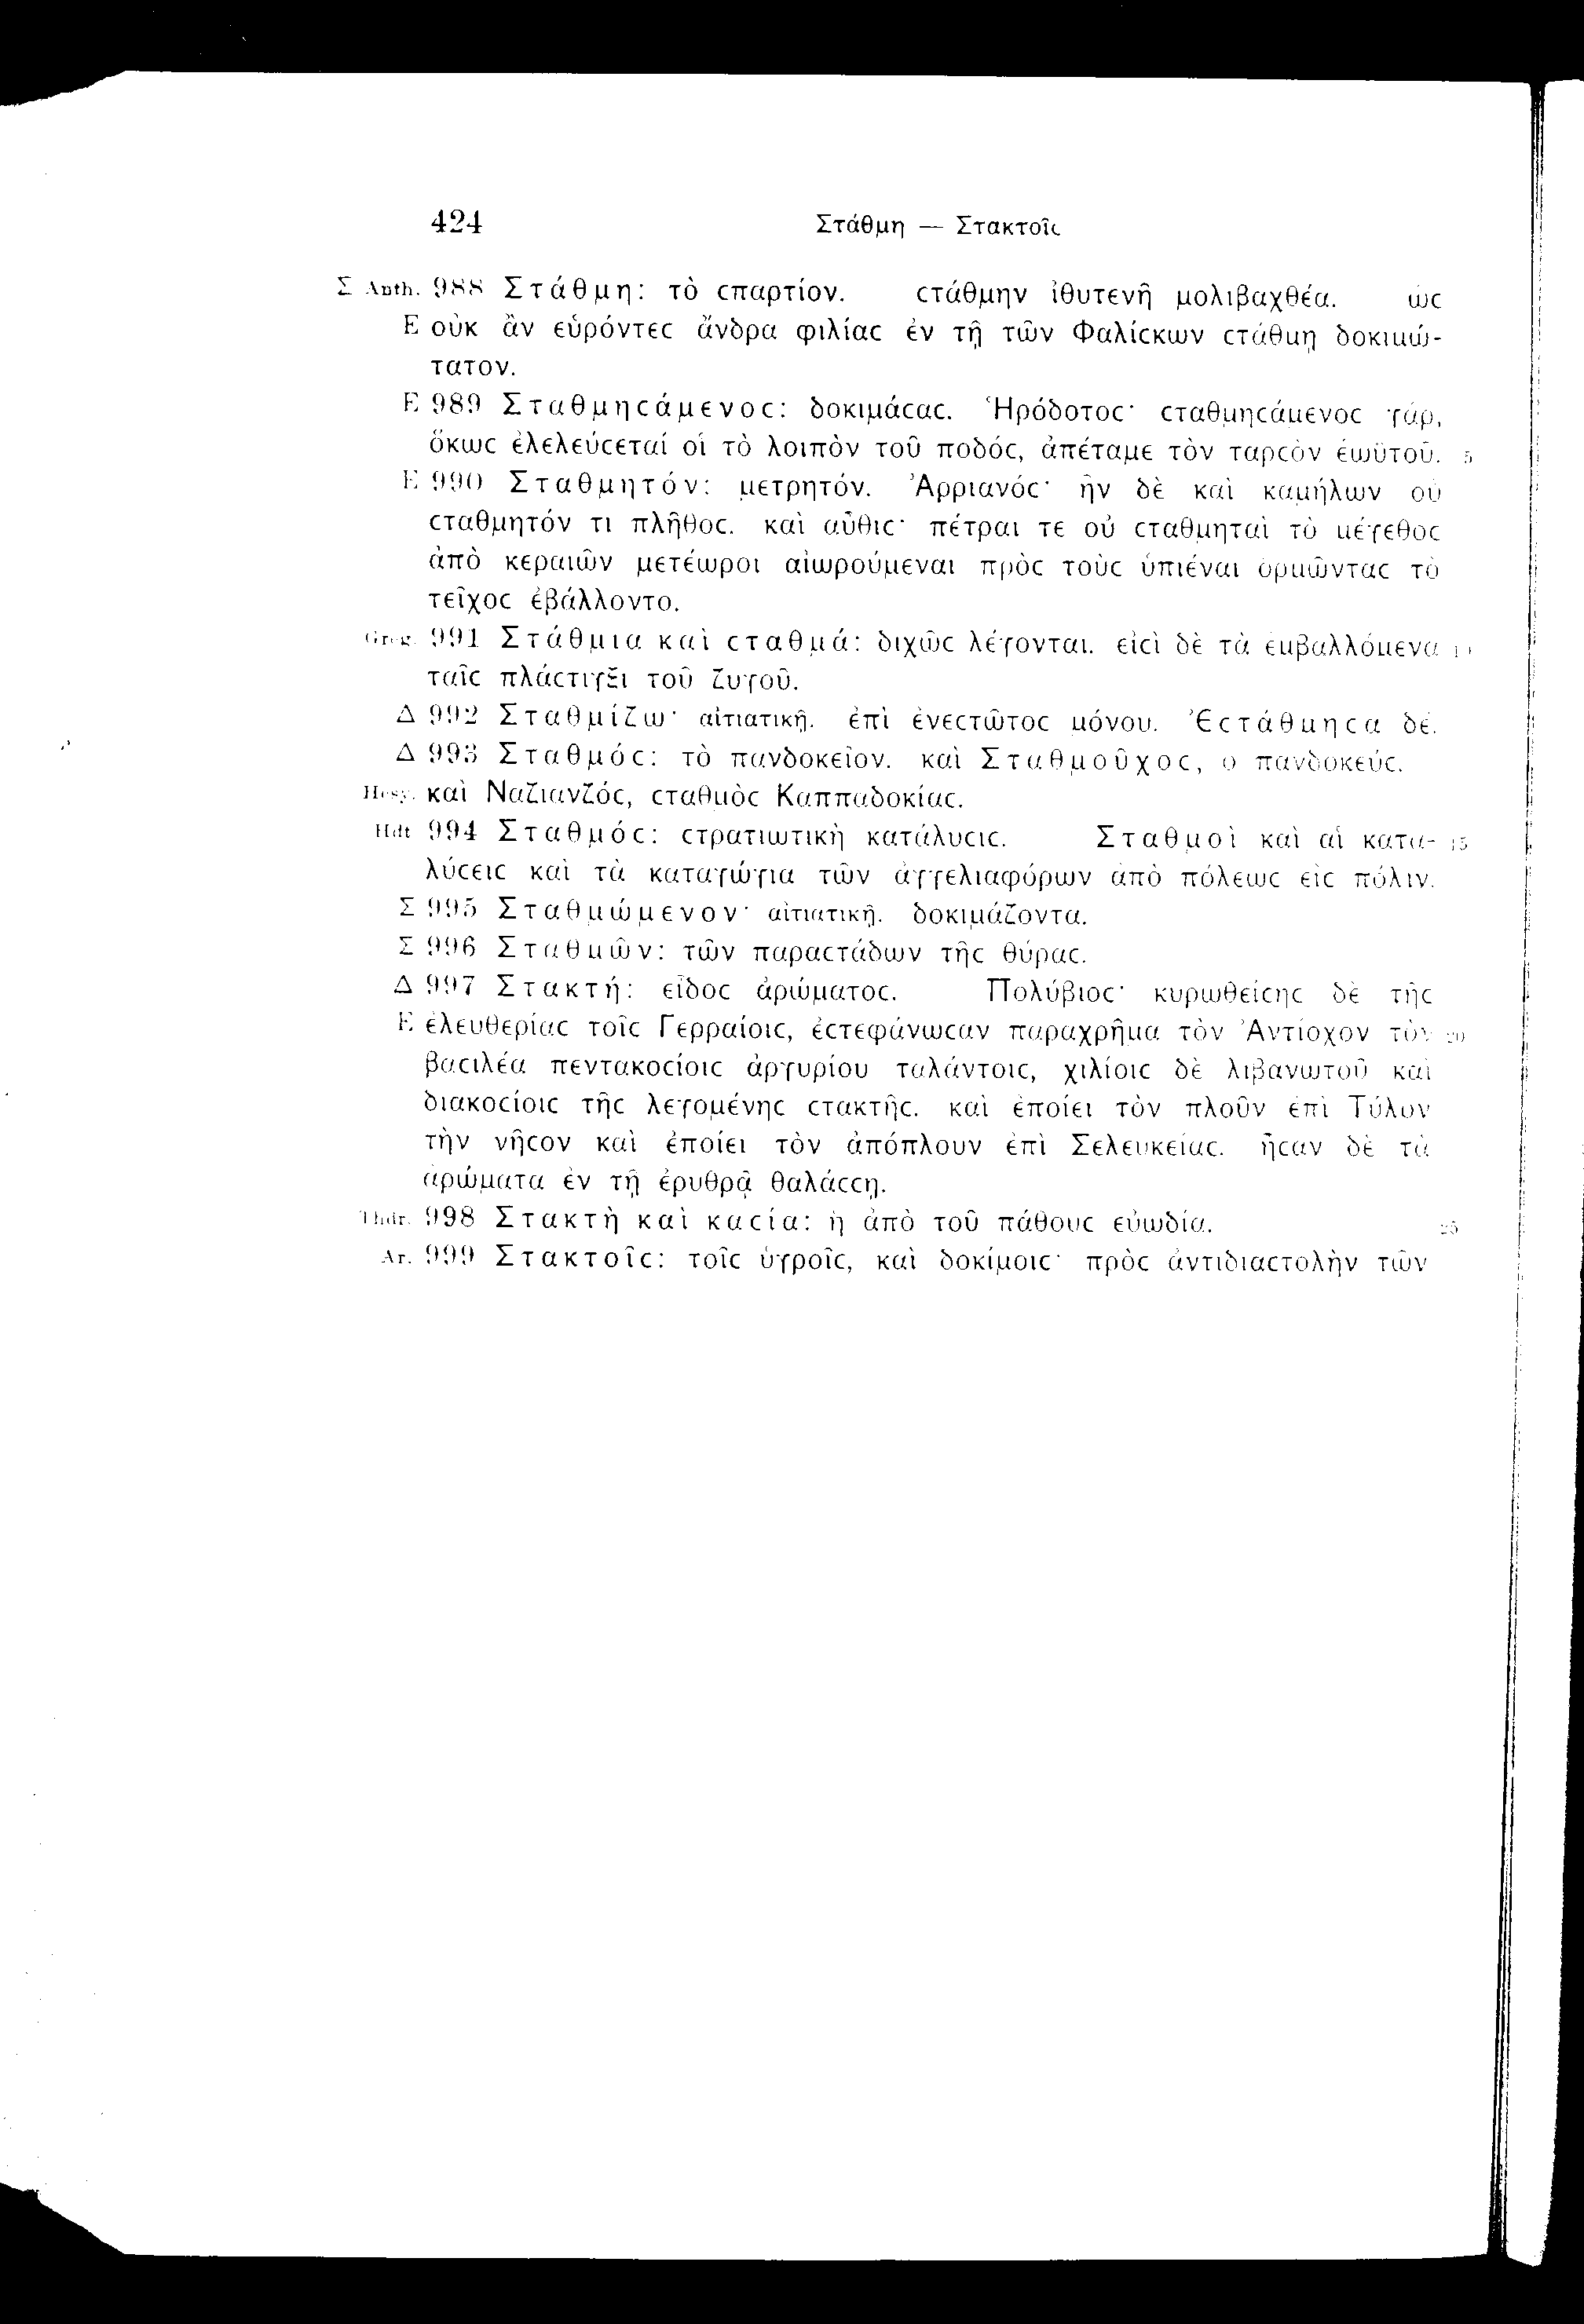 424 Στάθμη — Στακτοῖς
Σ Anth. 988 Στάθμη: τὸ ϲπαρτίον. ϲτάθμην ἰθυτενῆ μολιβαχθέα. ὡϲ
E οὐκ ἂν εὑρόντεϲ ἄνδρα φιλίαϲ ἐν τῇ τῶν Φαλίϲκων ϲτάθμῃ δοκιμώ-
τατον.
E 989 Σταθμηϲάμενοϲ: δοκιμάϲαϲ. Ἡρόδοτοϲ· ϲταθμηϲάμενοϲ γάρ,
ὅκωϲ ἐλελεύϲεταί οἱ τὸ λοιπὸν τοῦ ποδόϲ, ἀπέταμε τὸν ταρϲὸν ἑωϋτοῦ. 5
E 990 Σταθμητόν: μετρητόν. Ἀρριανόϲ· ἦν δὲ καὶ καμήλων οὐ
ϲταθμητόν τι πλῆθοϲ. καὶ αὖθιϲ· πέτραι τε οὐ ϲταθμηταὶ τὸ μέγεθοϲ
ἀπὸ κεραιῶν μετέωροι αἰωρούμεναι πρὸϲ τοὺϲ ὑπιέναι ὁρμῶνταϲ τὸ
τεῖχοϲ ἐβάλλοντο.
Greg. 991 Στάθμια καὶ ϲταθμά: διχῶϲ λέγονται. εἰϲὶ δὲ τὰ ἐμβαλλόμενα 10
ταῖϲ πλάϲτιγξι τοῦ ζυγοῦ.
Δ 992 Σταθμίζω· αἰτιατικῇ. ἐπὶ ἐνεϲτῶτοϲ μόνου. Ἐϲτάθμηϲα δέ.
Δ 993 Σταθμόϲ: τὸ πανδοκεῖον. καὶ Σταθμοῦχοϲ, ὁ πανδοκεύϲ.
Hesy. καὶ Ναζιανζόϲ, ϲταθμὸϲ Καππαδοκίαϲ.
Hdt 994 Σταθμόϲ: ϲτρατιωτικὴ κατάλυϲιϲ. Σταθμοὶ καὶ αἱ κατα- 15
λύϲειϲ καὶ τὰ καταγώγια τῶν ἀγγελιαφόρων ἀπὸ πόλεωϲ εἰϲ πόλιν.
Σ 995 Σταθμώμενον· αἰτιατικῇ. δοκιμάζοντα.
Σ 996 Σταθμῶν: τῶν παραϲτάδων τῆϲ θύραϲ.
Δ 997 Στακτή: εἶδοϲ ἀρώματοϲ. Πολύβιοϲ· κυρωθείϲηϲ δὲ τῆϲ
E ἐλευθερίαϲ τοῖϲ Γερραίοιϲ, ἐϲτεφάνωϲαν παραχρῆμα τὸν Ἀντίοχον τὸν 20
βαϲιλέα πεντακοϲίοιϲ ἀργυρίου ταλάντοιϲ, χιλίοιϲ δὲ λιβανωτοῦ καὶ
διακοϲίοιϲ τῆϲ λεγομένηϲ ϲτακτῆϲ. καὶ ἐποίει τὸν πλοῦν ἐπὶ Τύλον
τὴν νῆϲον καὶ ἐποίει τὸν ἀπόπλουν ἐπὶ Σελευκείαϲ. ἦϲαν δὲ τὰ
ἀρώματα ἐν τῇ ἐρυθρᾷ θαλάϲϲῃ.
Thdr. 998 Στακτὴ καὶ καϲία: ἡ ἀπὸ τοῦ πάθουϲ εὐωδία. 25
Ar. 999 Στακτοῖϲ: τοῖϲ ὑγροῖϲ, καὶ δοκίμοιϲ· πρὸϲ ἀντιδιαϲτολὴν τῶν